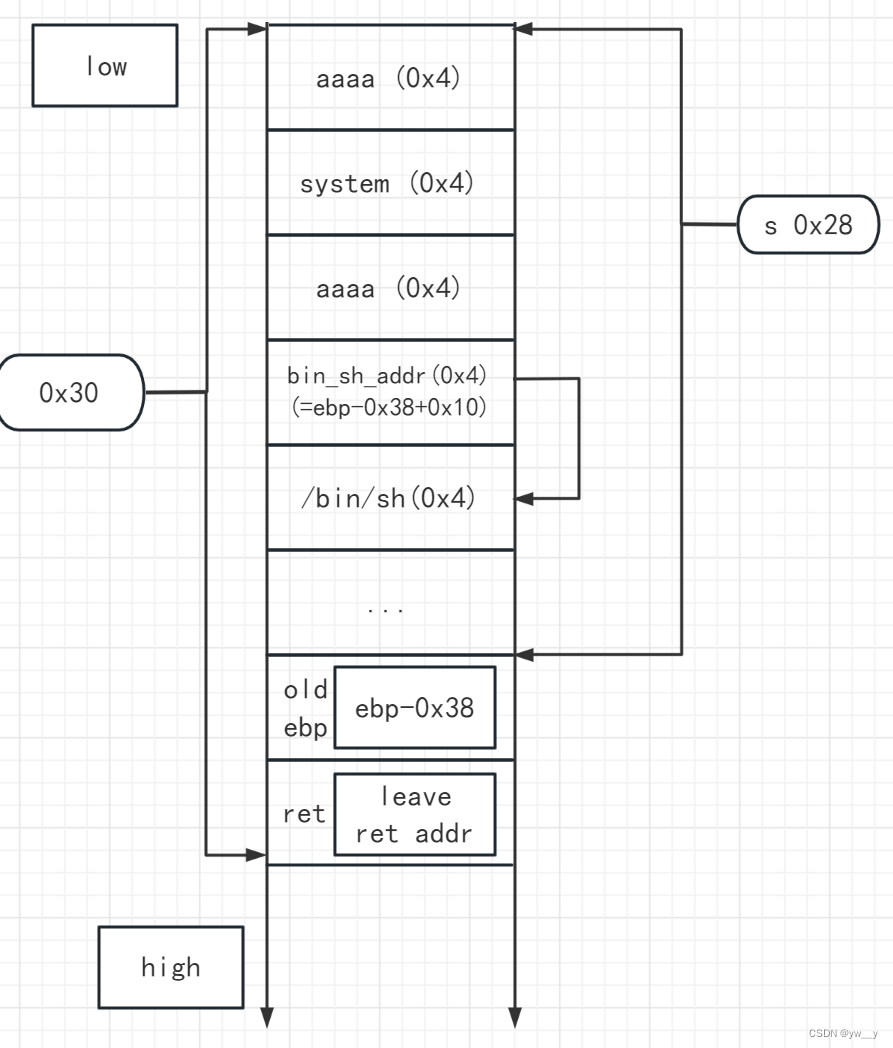 low
aaaa (0x4)
system (0x4)
s 0x28
aaaa (0x4)
bin_sh_addr(0x4)
(=ebp-0x38+0x10)
0x30
/bin/sh(0x4)
...
old
ebp
ebp-0x38
ret
leave
ret addr
high
CSDN @yw__y